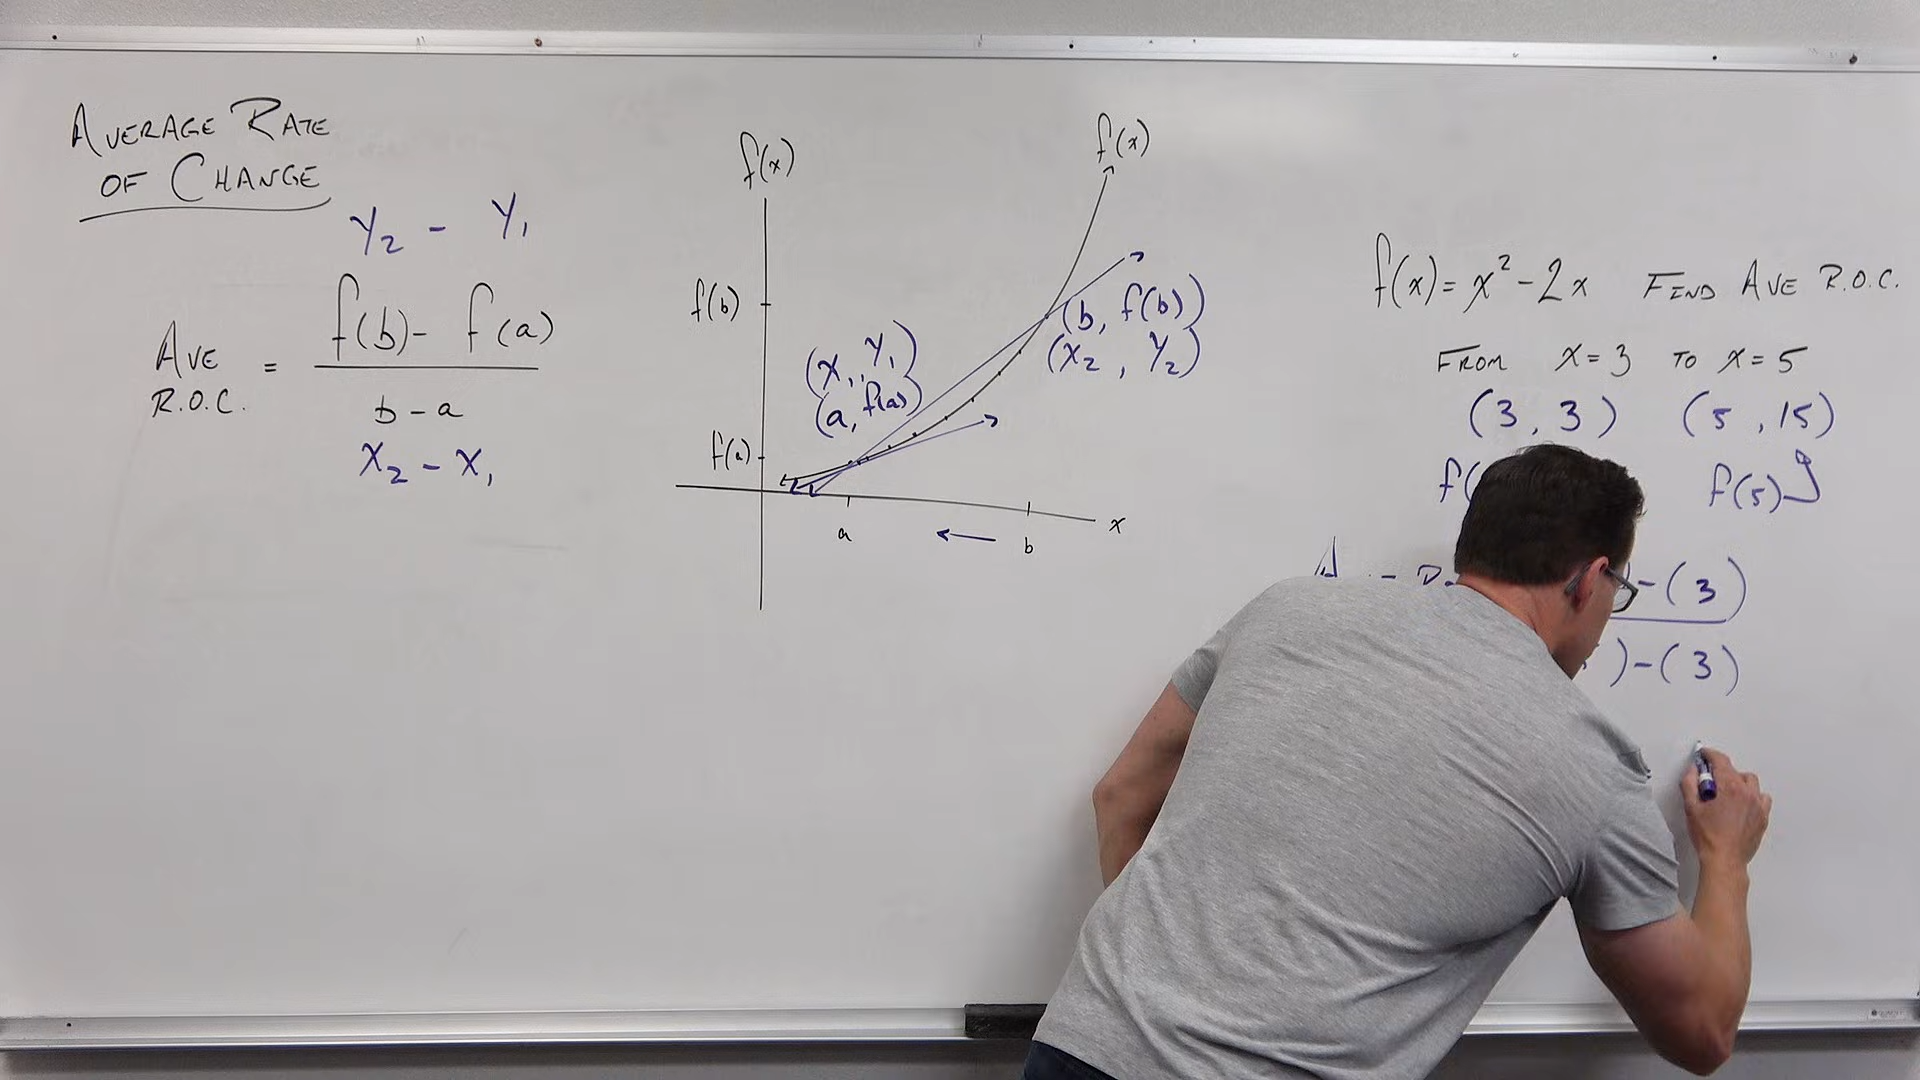 AVERAGE RATE
OF CHANGE
Y₂ - Y₁
AVE R.O.C. = f(b) - f(a)
b - a
X₂ - X₁
f(x)
f(x)
f(b)
(b, f(b))
(X₂, Y₂)
(X₁, Y₁)
(a, f(a))
f(a)
a
b
x
f(x) = x² - 2x FIND AVE R.O.C.
FROM x = 3 TO x = 5
(3, 3) (5, 15)
f( f(5)
) - (3)
) - (3)